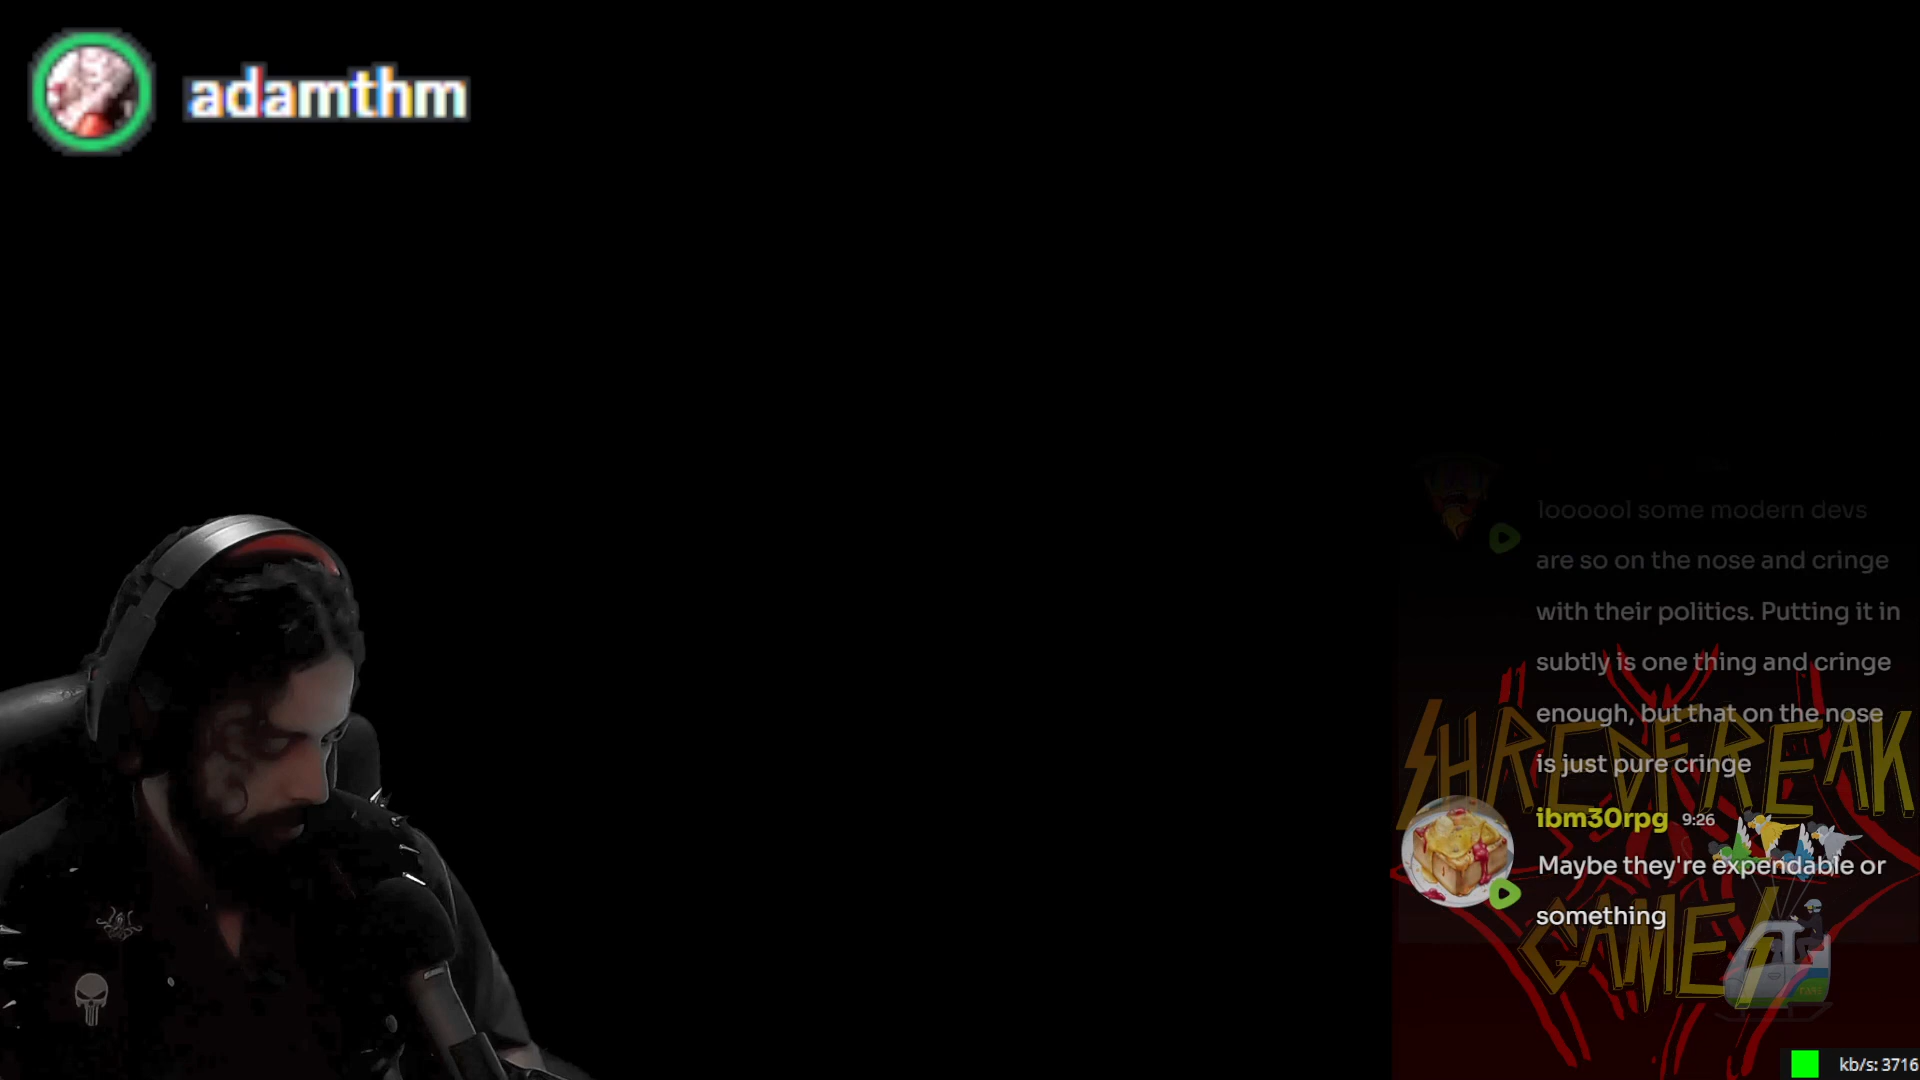 adamthm
loooool some modern devs
are so on the nose and cringe
with their politics. Putting it in
subtly is one thing and cringe
enough, but that on the nose
is just pure cringe
SHREDFREAK
ibm30rpg 9:26
Maybe they're expendable or
something
GAMES
kb/s: 3716